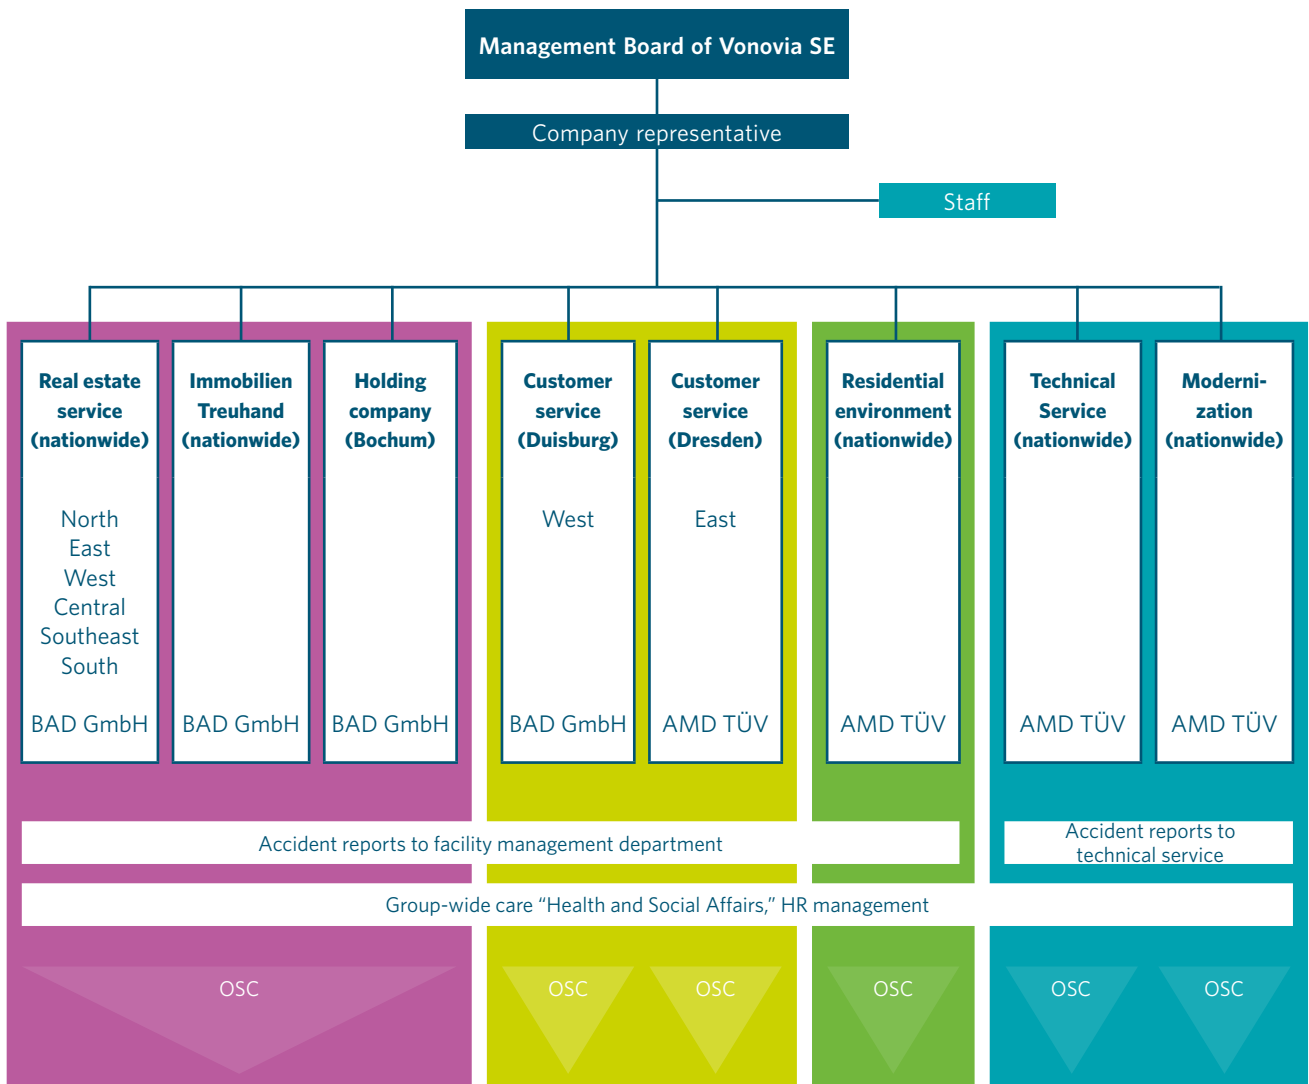 Management Board of Vonovia SE
Company representative
Staff
Real estate
service
(nationwide)
Immobilien
Treuhand
(nationwide)
Holding
company
(Bochum)
Customer
service
(Duisburg)
Customer
service
(Dresden)
Residential
environment
(nationwide)
Technical
Service
(nationwide)
Moderni-
zation
(nationwide)
North
East
West
Central
Southeast
South
West
East
BAD GmbH
BAD GmbH
BAD GmbH
BAD GmbH
AMD TÜV
AMD TÜV
AMD TÜV
AMD TÜV
Accident reports to facility management department
Accident reports to
technical service
Group-wide care “Health and Social Affairs,” HR management
OSC
OSC
OSC
OSC
OSC
OSC